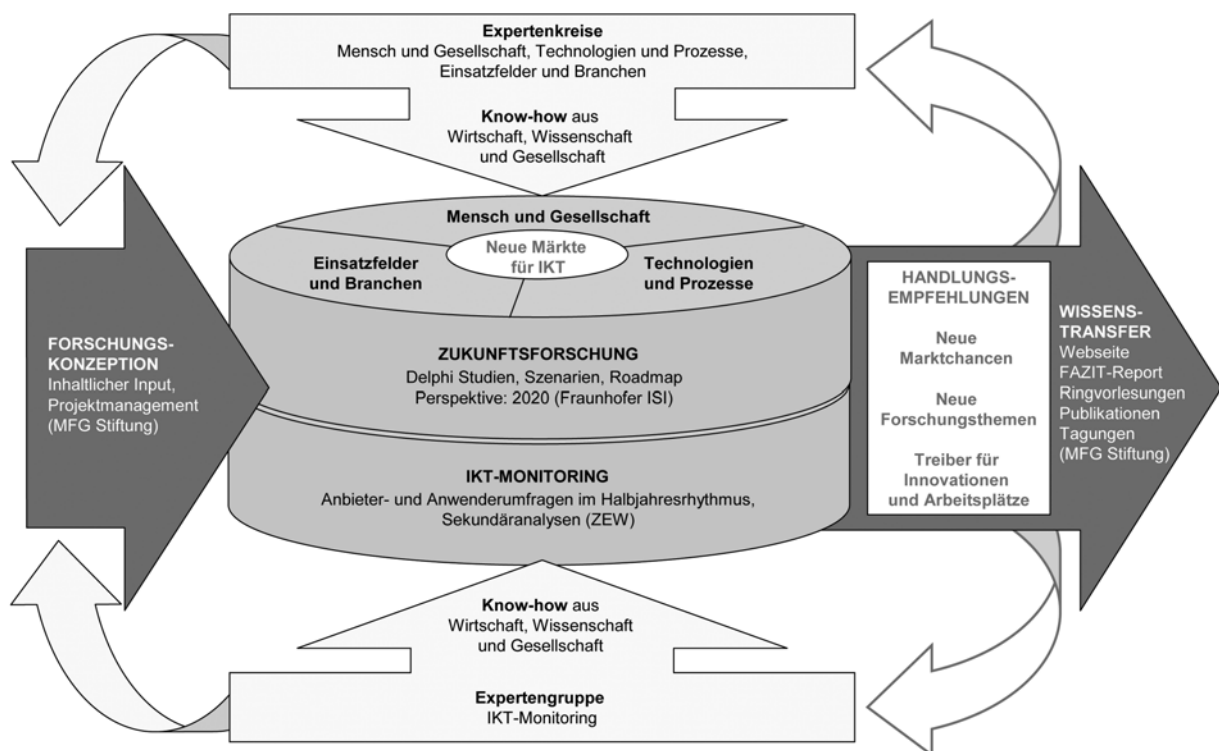 Expertenkreise
Mensch und Gesellschaft, Technologien und Prozesse,
Einsatzfelder und Branchen
Know-how aus
Wirtschaft, Wissenschaft
und Gesellschaft
Mensch und Gesellschaft
Neue Märkte
für IKT
Einsatzfelder
und Branchen
Technologien
und Prozesse
FORSCHUNGS-
KONZEPTION
Inhaltlicher Input,
Projektmanagement
(MFG Stiftung)
ZUKUNFTSFORSCHUNG
Delphi Studien, Szenarien, Roadmap
Perspektive: 2020 (Fraunhofer ISI)
IKT-MONITORING
Anbieter- und Anwenderumfragen im Halbjahresrhythmus,
Sekundäranalysen (ZEW)
HANDLUNGS-
EMPFEHLUNGEN
Neue
Marktchancen
Neue
Forschungsthemen
Treiber für
Innovationen
und Arbeitsplätze
WISSENS-
TRANSFER
Webseite
FAZIT-Report
Ringvorlesungen
Publikationen
Tagungen
(MFG Stiftung)
Know-how aus
Wirtschaft, Wissenschaft
und Gesellschaft
Expertengruppe
IKT-Monitoring